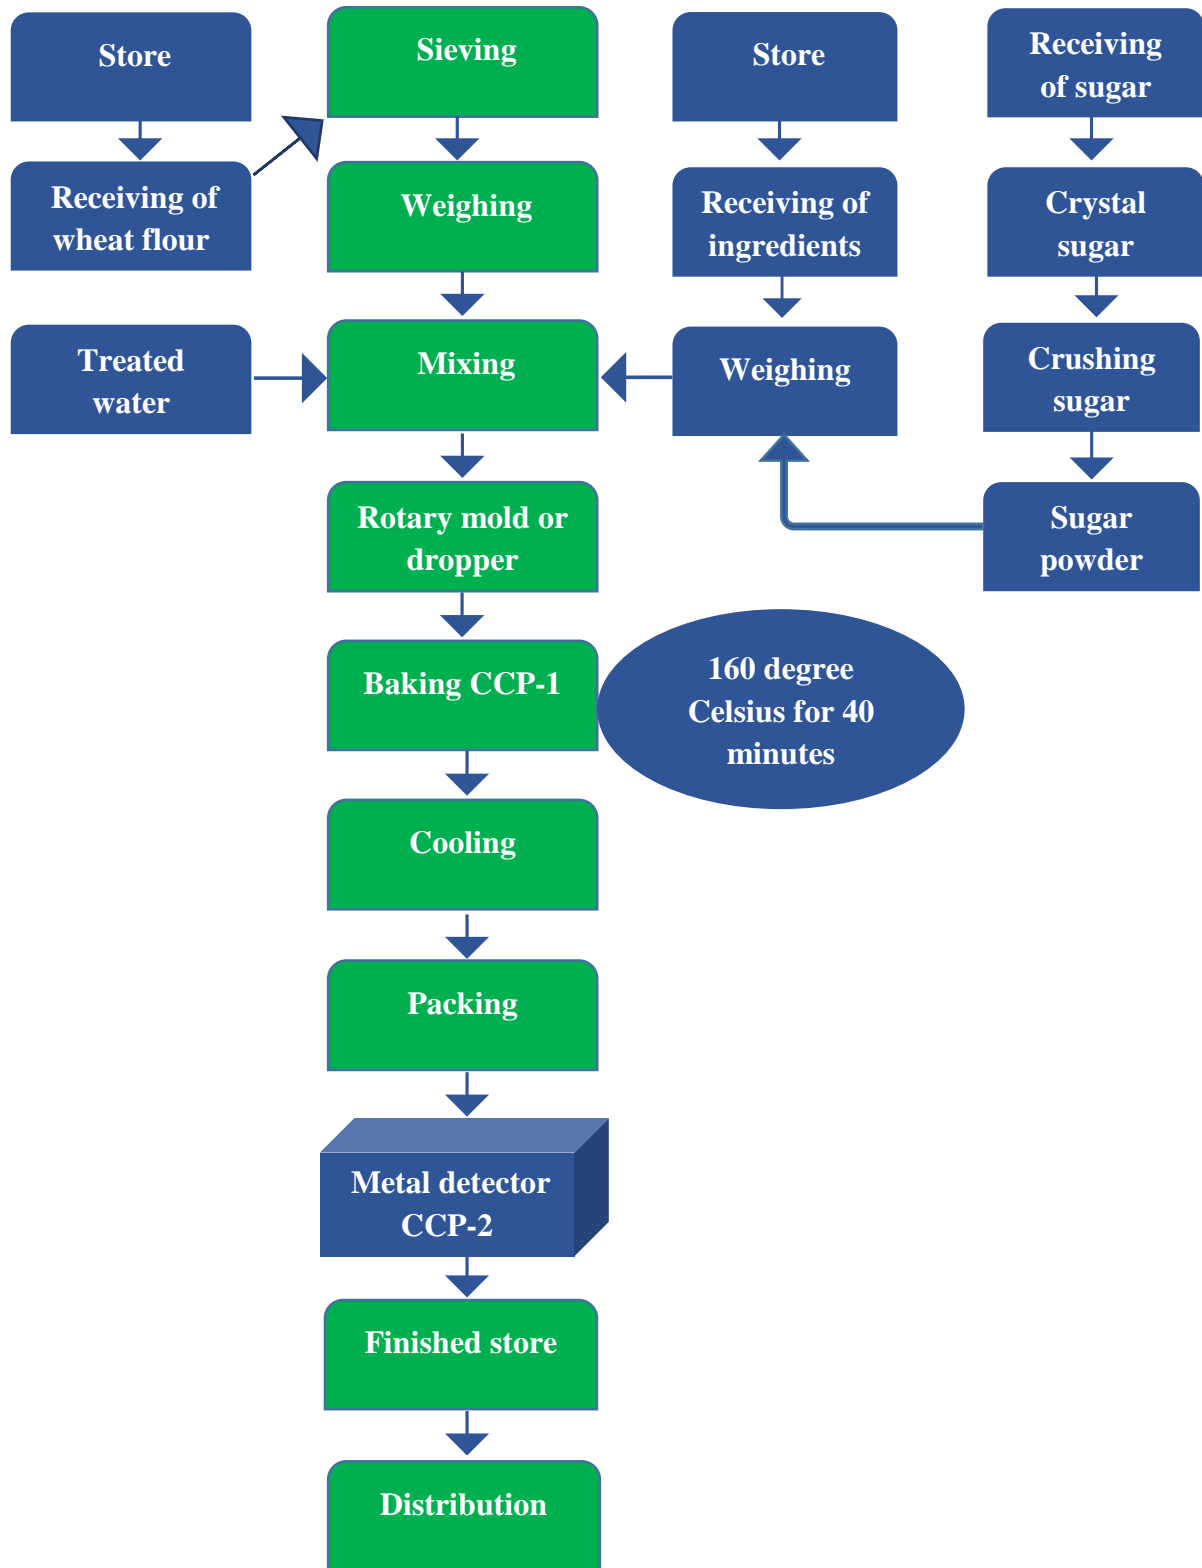 Store
Sieving
Store
Receiving
of sugar
Receiving of
wheat flour
Weighing
Receiving of
ingredients
Crystal
sugar
Treated
water
Mixing
Weighing
Crushing
sugar
Rotary mold or
dropper
Sugar
powder
Baking CCP-1
160 degree
Celsius for 40
minutes
Cooling
Packing
Metal detector
CCP-2
Finished store
Distribution